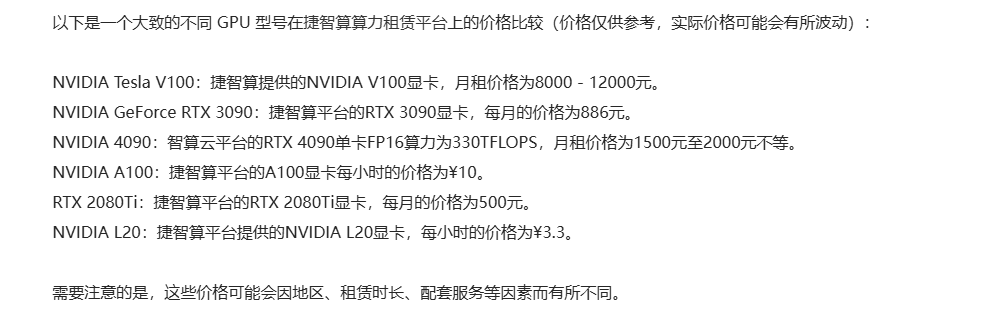 以下是一个大致的不同 GPU 型号在捷智算算力租赁平台上的价格比较（价格仅供参考，实际价格可能会有所波动）：
NVIDIA Tesla V100：捷智算提供的NVIDIA V100显卡，月租价格为8000 - 12000元。
NVIDIA GeForce RTX 3090：捷智算平台的RTX 3090显卡，每月的价格为886元。
NVIDIA 4090：智算云平台的RTX 4090单卡FP16算力为330TFLOPS，月租价格为1500元至2000元不等。
NVIDIA A100：捷智算平台的A100显卡每小时的价格为¥10。
RTX 2080Ti：捷智算平台的RTX 2080Ti显卡，每月的价格为500元。
NVIDIA L20：捷智算平台提供的NVIDIA L20显卡，每小时的价格为¥3.3。
需要注意的是，这些价格可能会因地区、租赁时长、配套服务等因素而有所不同。